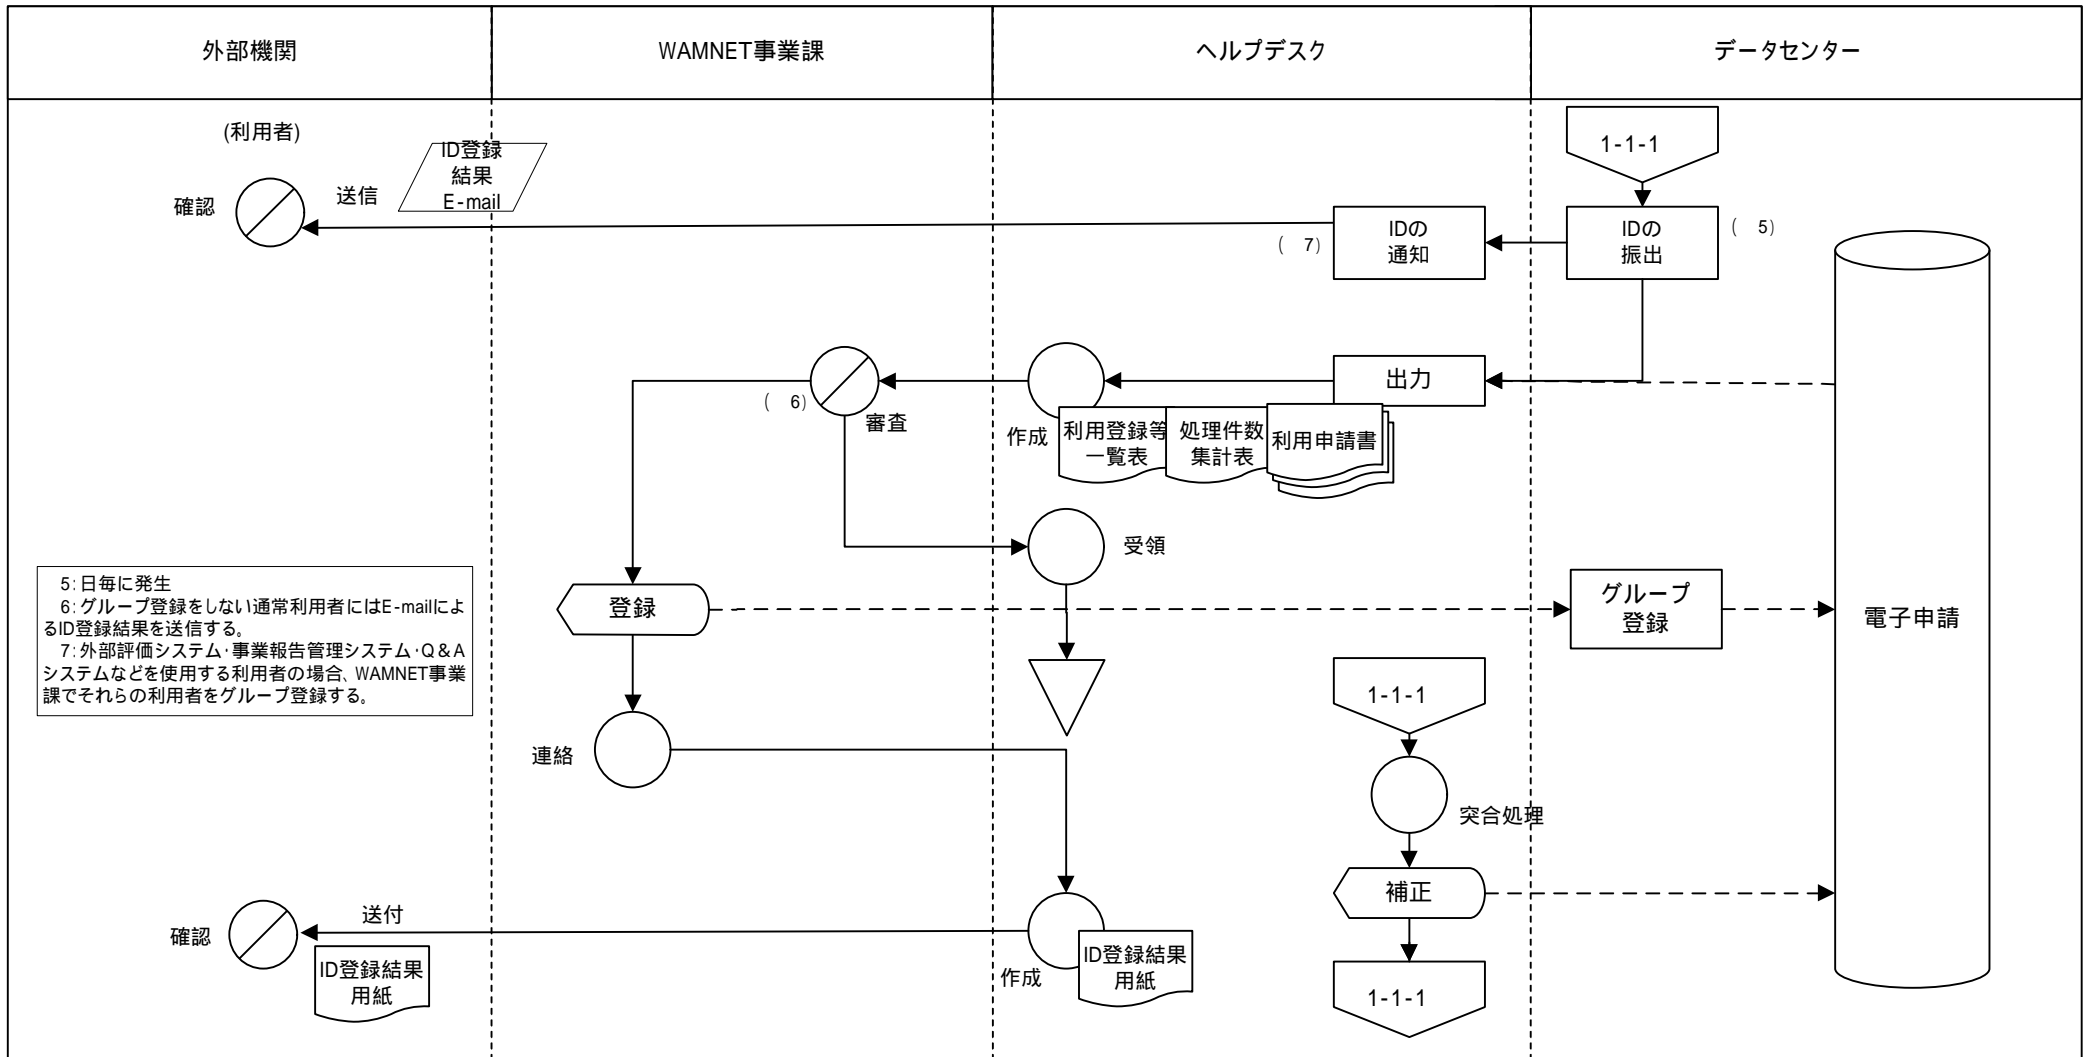 外部機関
WAMNET事業課
ヘルプデスク
データセンター
(利用者)
確認
送信
ID登録
結果
E-mail
1-1-1
IDの
通知
( 7)
IDの
振出
( 5)
出力
( 6)
審査
作成
利用登録等
一覧表
処理件数
集計表
利用申請書
受領
5:日毎に発生
6:グループ登録をしない通常利用者にはE-mailによ
るID登録結果を送信する。
7:外部評価システム・事業報告管理システム・Q&A
システムなどを使用する利用者の場合、WAMNET事業
課でそれらの利用者をグループ登録する。
登録
グループ
登録
電子申請
1-1-1
連絡
突合処理
補正
確認
送付
ID登録結果
用紙
作成
ID登録結果
用紙
1-1-1